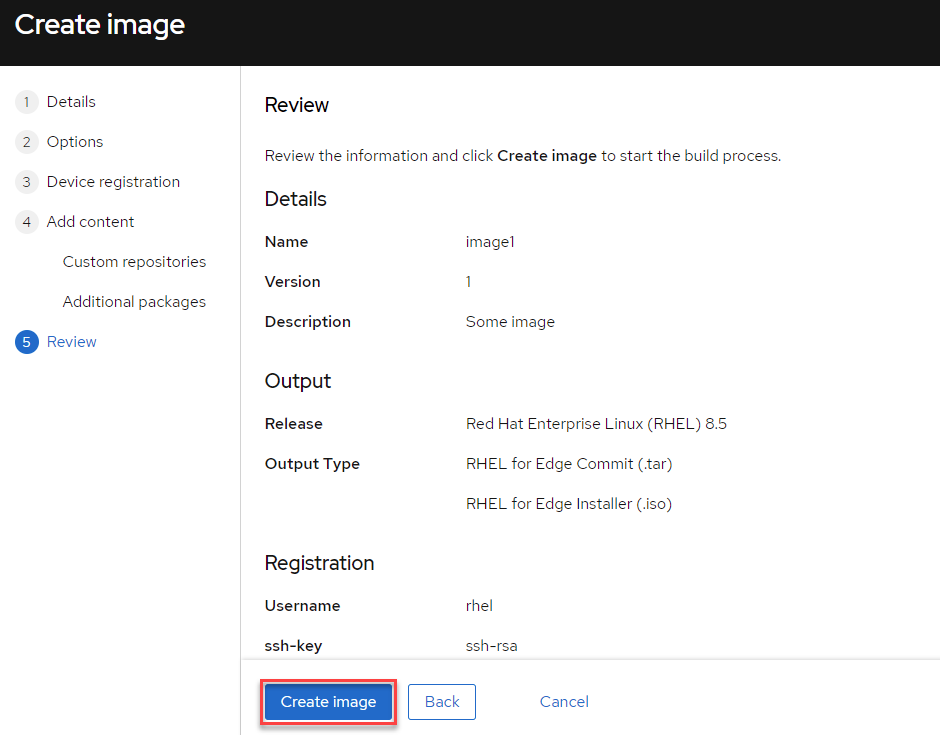 Create image
1 Details
2 Options
3 Device registration
4 Add content
Custom repositories
Additional packages
5 Review
Review
Review the information and click Create image to start the build process.
Details
Name image1
Version 1
Description Some image
Output
Release Red Hat Enterprise Linux (RHEL) 8.5
Output Type RHEL for Edge Commit (.tar)
RHEL for Edge Installer (.iso)
Registration
Username rhel
ssh-key ssh-rsa
Create image Back Cancel